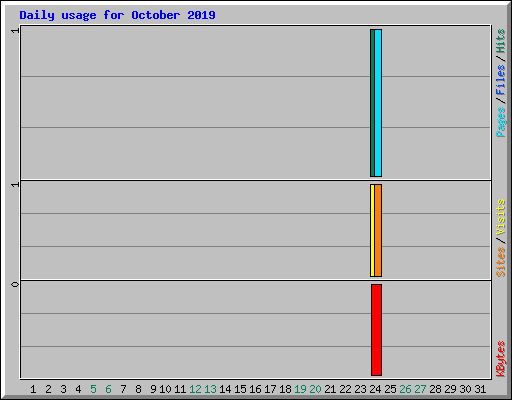 Daily usage for October 2019
1
Pages / Files / Hits
1
Sites / Visits
0
KBytes
1 2 3 4 5 6 7 8 9 10 11 12 13 14 15 16 17 18 19 20 21 22 23 24 25 26 27 28 29 30 31